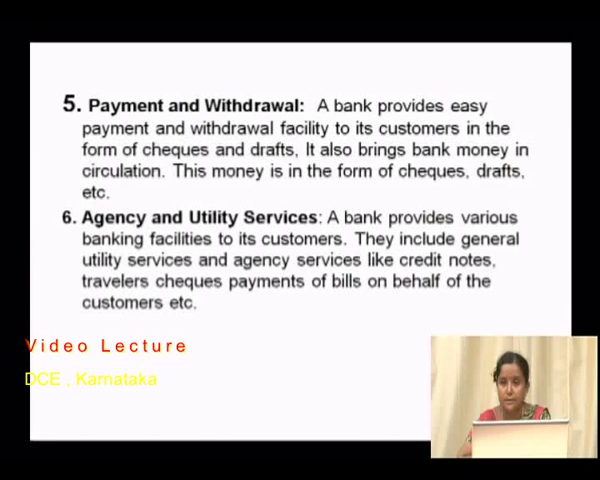 5. Payment and Withdrawal: A bank provides easy
payment and withdrawal facility to its customers in the
form of cheques and drafts, It also brings bank money in
circulation. This money is in the form of cheques, drafts,
etc.
6. Agency and Utility Services: A bank provides various
banking facilities to its customers. They include general
utility services and agency services like credit notes,
travelers cheques payments of bills on behalf of the
customers etc.
Video Lecture
DCE , Karnataka